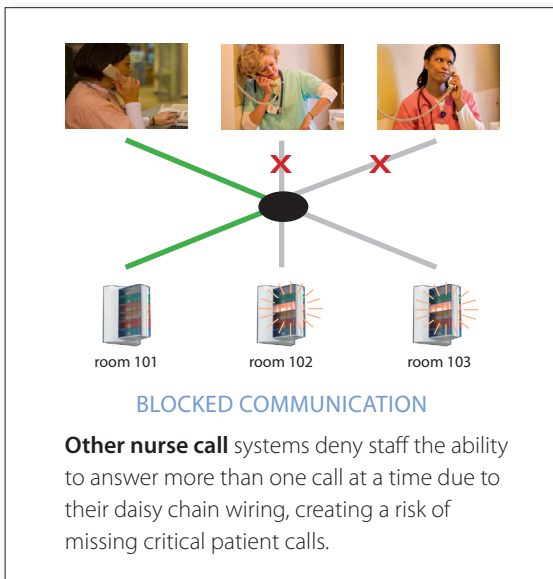 X X
room 101 room 102 room 103
BLOCKED COMMUNICATION
Other nurse call systems deny staff the ability
to answer more than one call at a time due to
their daisy chain wiring, creating a risk of
missing critical patient calls.